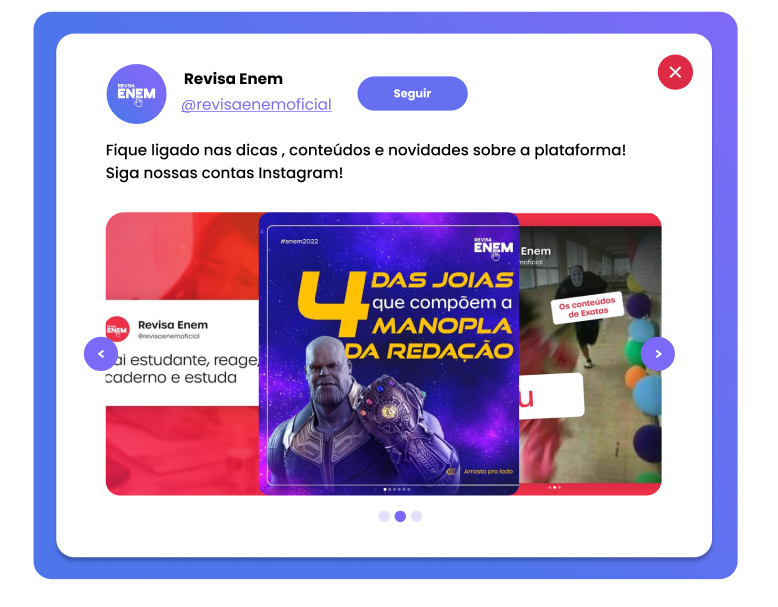 REVISA
ENEM
Revisa Enem
@revisaenemoficial
Seguir
Fique ligado nas dicas , conteúdos e novidades sobre a plataforma!
Siga nossas contas Instagram!
ENEM
Revisa Enem
@revisaenemoficial
ai estudante, reage,
caderno e estuda
#enem2022
REVISA
ENEM
4 DAS JOIAS
que compõem a
MANOPLA
DA REDAÇÃO
Arrasta pro lado
Enem
moficial
Os conteúdos
de Exatas
u